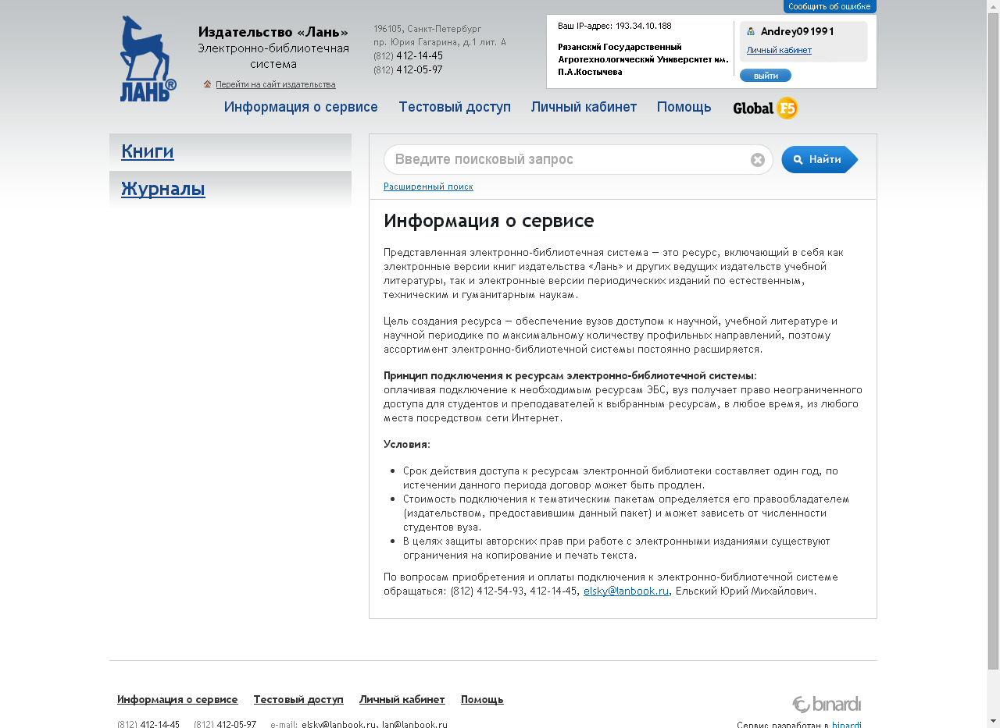 Сообщить об ошибке
Издательство «Лань»
Электронно-библиотечная
система
Перейти на сайт издательства
ЛАНЬ®
196105, Санкт-Петербург
пр. Юрия Гагарина, д.1 лит. А
(812) 412-14-45
(812) 412-05-97
Ваш IP-адрес: 193.34.10.188
Рязанский Государственный
Агротехнологический Университет им.
П.А.Костычева
Andrey091991
Личный кабинет
выйти
Информация о сервисе Тестовый доступ Личный кабинет Помощь Global F5
Книги
Журналы
Введите поисковый запрос
Найти
Расширенный поиск
Информация о сервисе
Представленная электронно-библиотечная система — это ресурс, включающий в себя как
электронные версии книг издательства «Лань» и других ведущих издательств учебной
литературы, так и электронные версии периодических изданий по естественным,
техническим и гуманитарным наукам.
Цель создания ресурса — обеспечение вузов доступом к научной, учебной литературе и
научной периодике по максимальному количеству профильных направлений, поэтому
ассортимент электронно-библиотечной системы постоянно расширяется.
Принцип подключения к ресурсам электронно-библиотечной системы:
оплачивая подключение к необходимым ресурсам ЭБС, вуз получает право неограниченного
доступа для студентов и преподавателей к выбранным ресурсам, в любое время, из любого
места посредством сети Интернет.
Условия:
• Срок действия доступа к ресурсам электронной библиотеки составляет один год, по
истечении данного периода договор может быть продлен.
• Стоимость подключения к тематическим пакетам определяется его правообладателем
(издательством, предоставившим данный пакет) и может зависеть от численности
студентов вуза.
• В целях защиты авторских прав при работе с электронными изданиями существуют
ограничения на копирование и печать текста.
По вопросам приобретения и оплаты подключения к электронно-библиотечной системе
обращаться: (812) 412-54-93, 412-14-45, elsky@lanbook.ru, Ельский Юрий Михайлович.
Информация о сервисе Тестовый доступ Личный кабинет Помощь
binardi
(812) 412-14-45 (812) 412-05-97 e-mail: elsky@lanbook.ru, lan@lanbook.ru
Сервис разработан в binardi